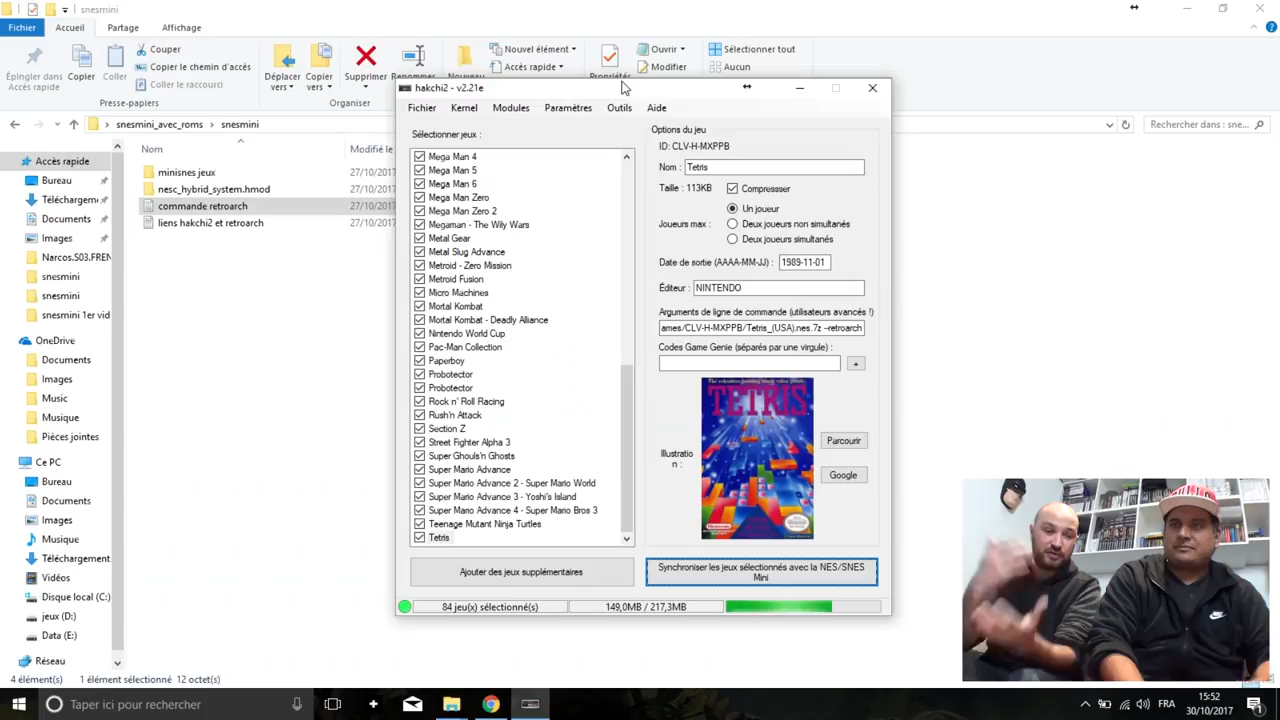 snesmini
Fichier
Accueil
Partage
Affichage
Épingler dans
Accès rapide
Copier
Coller
Couper
Copier le chemin d'accès
Coller le raccourci
Presse-papiers
Déplacer
vers
Copier
vers
Supprimer
Renommer
Organiser
Nouveau
Nouvel élément
Accès rapide
Propriétés
Ouvrir
Modifier
Sélectionner tout
Aucun
snesmini_avec_roms > snesmini
Rechercher dans : sne...
Accès rapide
Bureau
Téléchargem
Documents
Images
Narcos.S03.FREN
snesmini
snesmini
snesmini 1er vid
OneDrive
Documents
Images
Music
Musique
Pièces jointes
Ce PC
Bureau
Documents
Images
Musique
Téléchargement
Vidéos
Disque local (C:
jeux (D:)
Data (E:)
Réseau
Nom
Modifié le
minisnes jeux
27/10/2017
nesc_hybrid_system.hmod
27/10/2017
commande retroarch
27/10/2017
liens hakchi2 et retroarch
27/10/2017
4 élément(s)
1 élément sélectionné 12 octet(s)
hakchi2 - v2.21e
Fichier
Kernel
Modules
Paramètres
Outils
Aide
Sélectionner jeux :
Mega Man 4
Mega Man 5
Mega Man 6
Mega Man Zero
Mega Man Zero 2
Megaman - The Wily Wars
Metal Gear
Metal Slug Advance
Metroid - Zero Mission
Metroid Fusion
Micro Machines
Mortal Kombat
Mortal Kombat - Deadly Alliance
Nintendo World Cup
Pac-Man Collection
Paperboy
Probotector
Probotector
Rock n' Roll Racing
Rush'n Attack
Section Z
Street Fighter Alpha 3
Super Ghouls'n Ghosts
Super Mario Advance
Super Mario Advance 2 - Super Mario World
Super Mario Advance 3 - Yoshi's Island
Super Mario Advance 4 - Super Mario Bros 3
Teenage Mutant Ninja Turtles
Tetris
Ajouter des jeux supplémentaires
Options du jeu
ID: CLV-H-MXPPB
Nom : Tetris
Taille : 113KB
Compressser
Un joueur
Joueurs max :
Deux joueurs non simultanés
Deux joueurs simultanés
Date de sortie (AAAA-MM-JJ) : 1989-11-01
Éditeur : NINTENDO
Arguments de ligne de commande (utilisateurs avancés !)
ames/CLV-H-MXPPB/Tetris_(USA).nes.7z --retroarch
Codes Game Genie (séparés par une virgule) :
+
Illustratio
n :
TETRIS
Parcourir
Google
Synchroniser les jeux sélectionnés avec la NES/SNES
Mini
84 jeu(x) sélectionné(s)
149,0MB / 217,3MB
Taper ici pour rechercher
FRA
15:52
30/10/2017